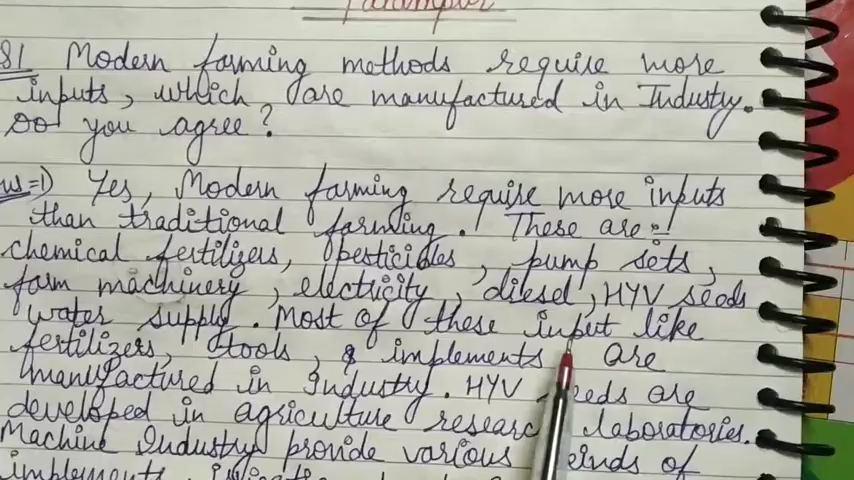 Palampur
81 Modern farming methods require more
inputs, which are manufactured in Industry.
Do you agree?
Ans=1) Yes, Modern farming require more inputs
than traditional farming. These are:-
chemical fertilizers, pesticides, pump sets,
farm machinery, electricity, diesel, HYV seeds
water supply. Most of these input like
fertilizers, tools, & implements are
manufactured in Industry. HYV seeds are
developed in agriculture research laboratories.
Machine Industry provide various kinds of
implements,